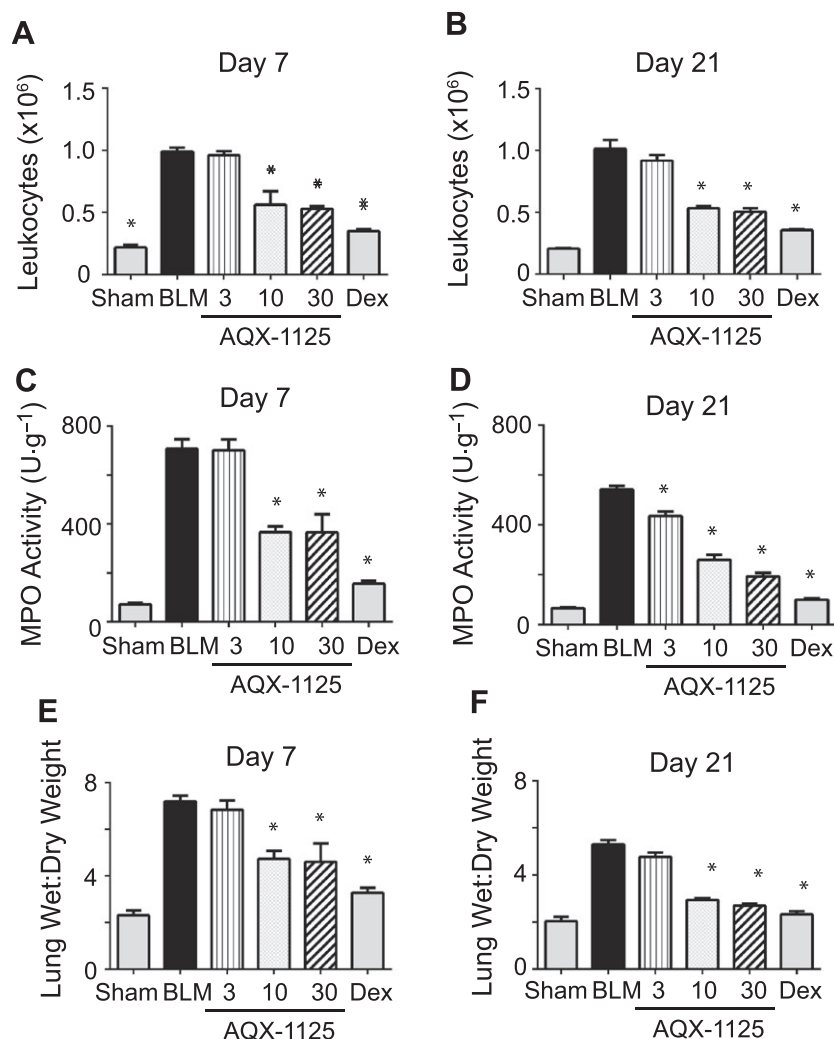 A
Day 7
Leukocytes (x10⁶)
1.5
1.0
0.5
0
*
*
*
*
Sham BLM 3 10 30 Dex
AQX-1125
B
Day 21
Leukocytes (x10⁶)
1.5
1.0
0.5
0
*
*
*
Sham BLM 3 10 30 Dex
AQX-1125
C
Day 7
MPO Activity (U·g⁻¹)
800
400
0
*
*
*
Sham BLM 3 10 30 Dex
AQX-1125
D
Day 21
MPO Activity (U·g⁻¹)
800
400
0
*
*
*
*
Sham BLM 3 10 30 Dex
AQX-1125
E
Day 7
Lung Wet:Dry Weight
8
4
0
*
*
*
Sham BLM 3 10 30 Dex
AQX-1125
F
Day 21
Lung Wet:Dry Weight
8
4
0
*
*
*
Sham BLM 3 10 30 Dex
AQX-1125